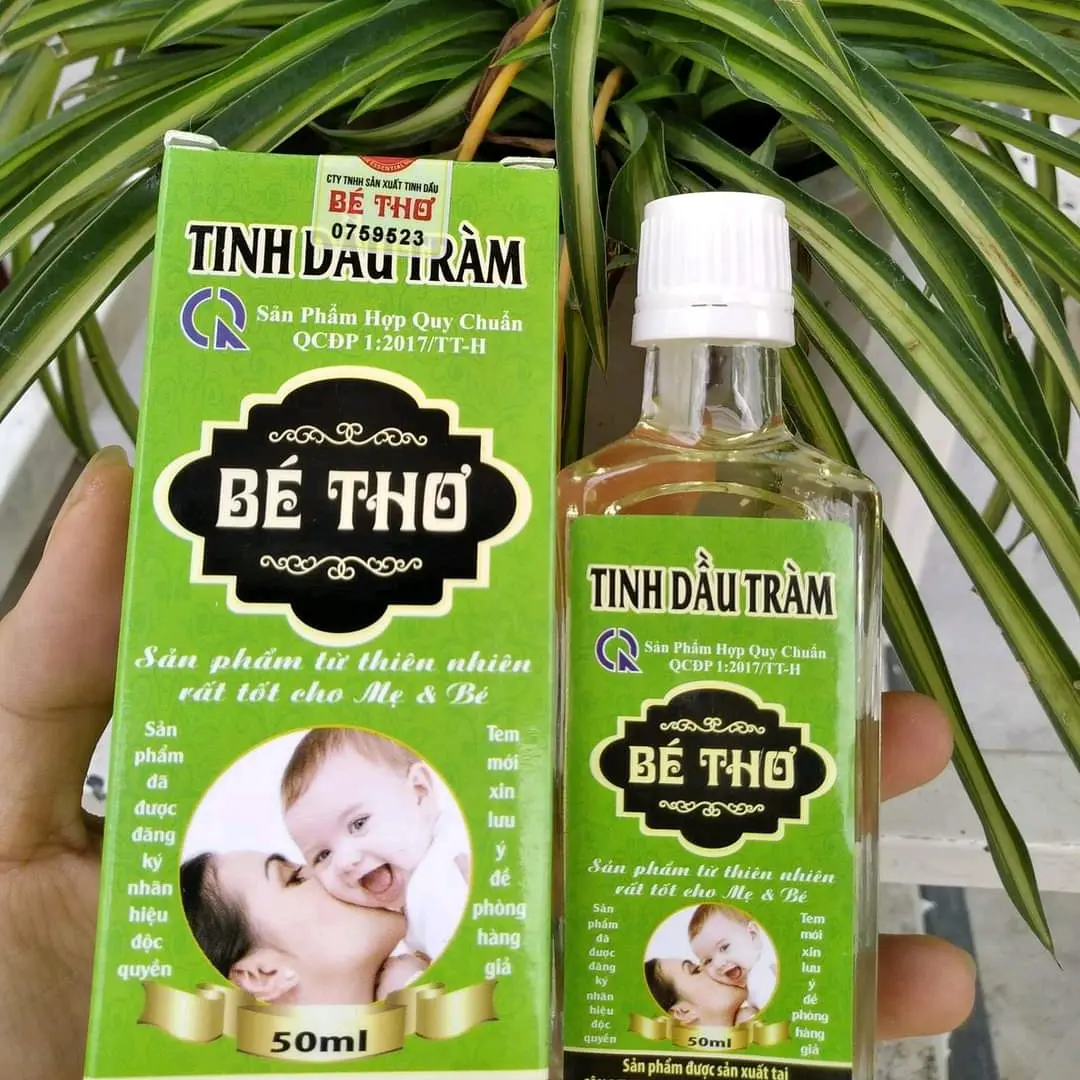 ESSENTIAL
CTY TNHH SẢN XUẤT TINH DẦU
BÉ THƠ
0759523
TINH DẦU TRÀM
Sản Phẩm Hợp Quy Chuẩn
QCĐP 1:2017/TT-H
BÉ THƠ
Sản phẩm từ thiên nhiên
rất tốt cho Mẹ & Bé
Sản
phẩm
đã
được
đăng
ký
nhãn
hiệu
độc
quyền
Tem
mới
xin
lưu
ý
để
phòng
hàng
giả
50ml
TINH DẦU TRÀM
Sản Phẩm Hợp Quy Chuẩn
QCĐP 1:2017/TT-H
BÉ THƠ
Sản phẩm từ thiên nhiên
rất tốt cho Mẹ & Bé
Sản
phẩm
đã
được
đăng
ký
nhãn
hiệu
độc
quyền
Tem
mới
xin
lưu
ý
để
phòng
hàng
giả
50ml
Sản phẩm được sản xuất tại